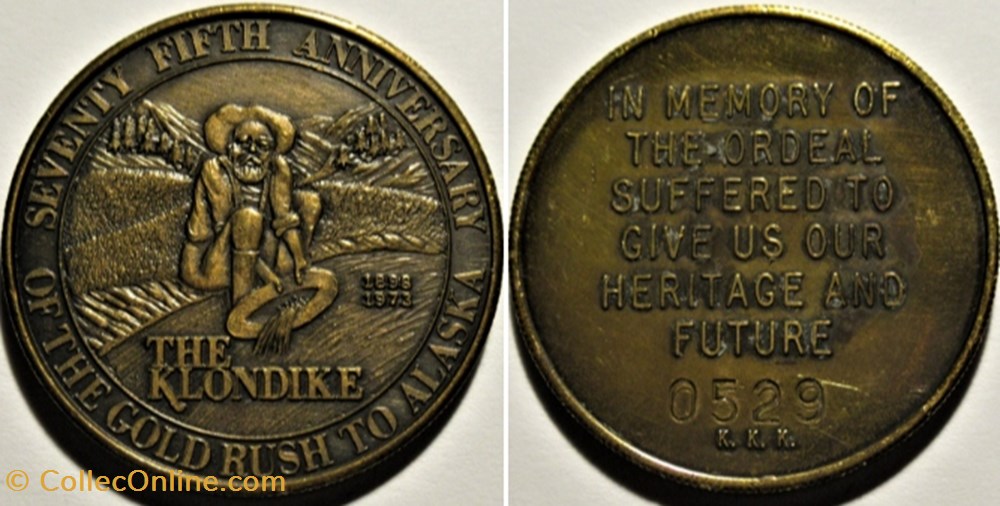 SEVENTY FIFTH ANNIVERSARY
OF THE GOLD RUSH TO ALASKA
1898
1973
THE
KLONDIKE
IN MEMORY OF
THE ORDEAL
SUFFERED TO
GIVE US OUR
HERITAGE AND
FUTURE
0529
K. K. K.
© CollecOnline.com